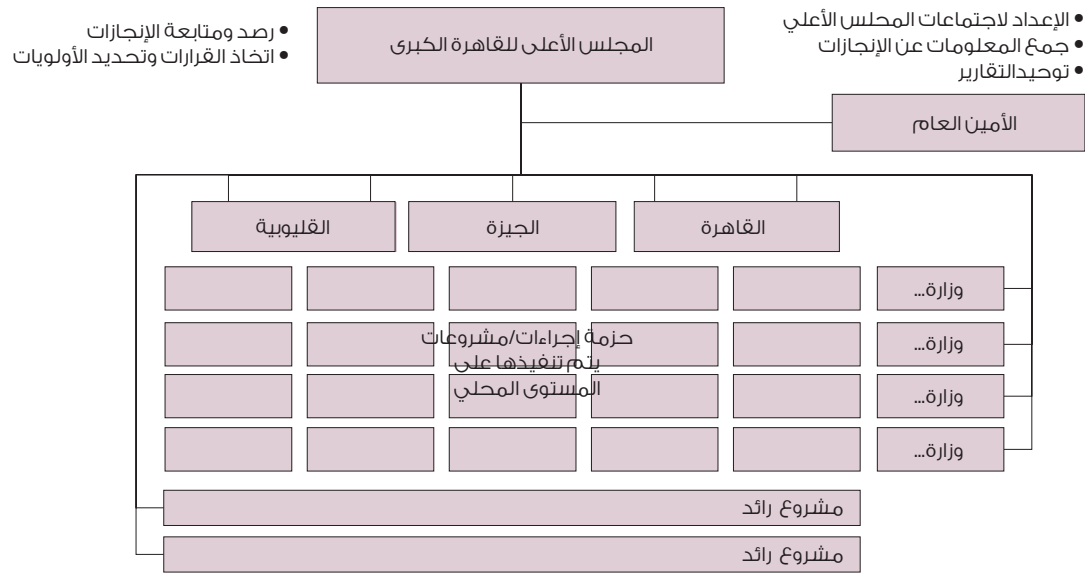 • الإعداد لاجتماعات المحلس الأعلي
• جمع المعلومات عن الإنجازات
• توحيدالتقارير
المجلس الأعلى للقاهرة الكبرى
• رصد ومتابعة الإنجازات
• اتخاذ القرارات وتحديد الأولويات
الأمين العام
القاهرة
الجيزة
القليوبية
وزارة...
وزارة...
وزارة...
وزارة...
حزمة إجراءات/مشروعات
يتم تنفيذها على
المستوى المحلي
مشروع رائد
مشروع رائد